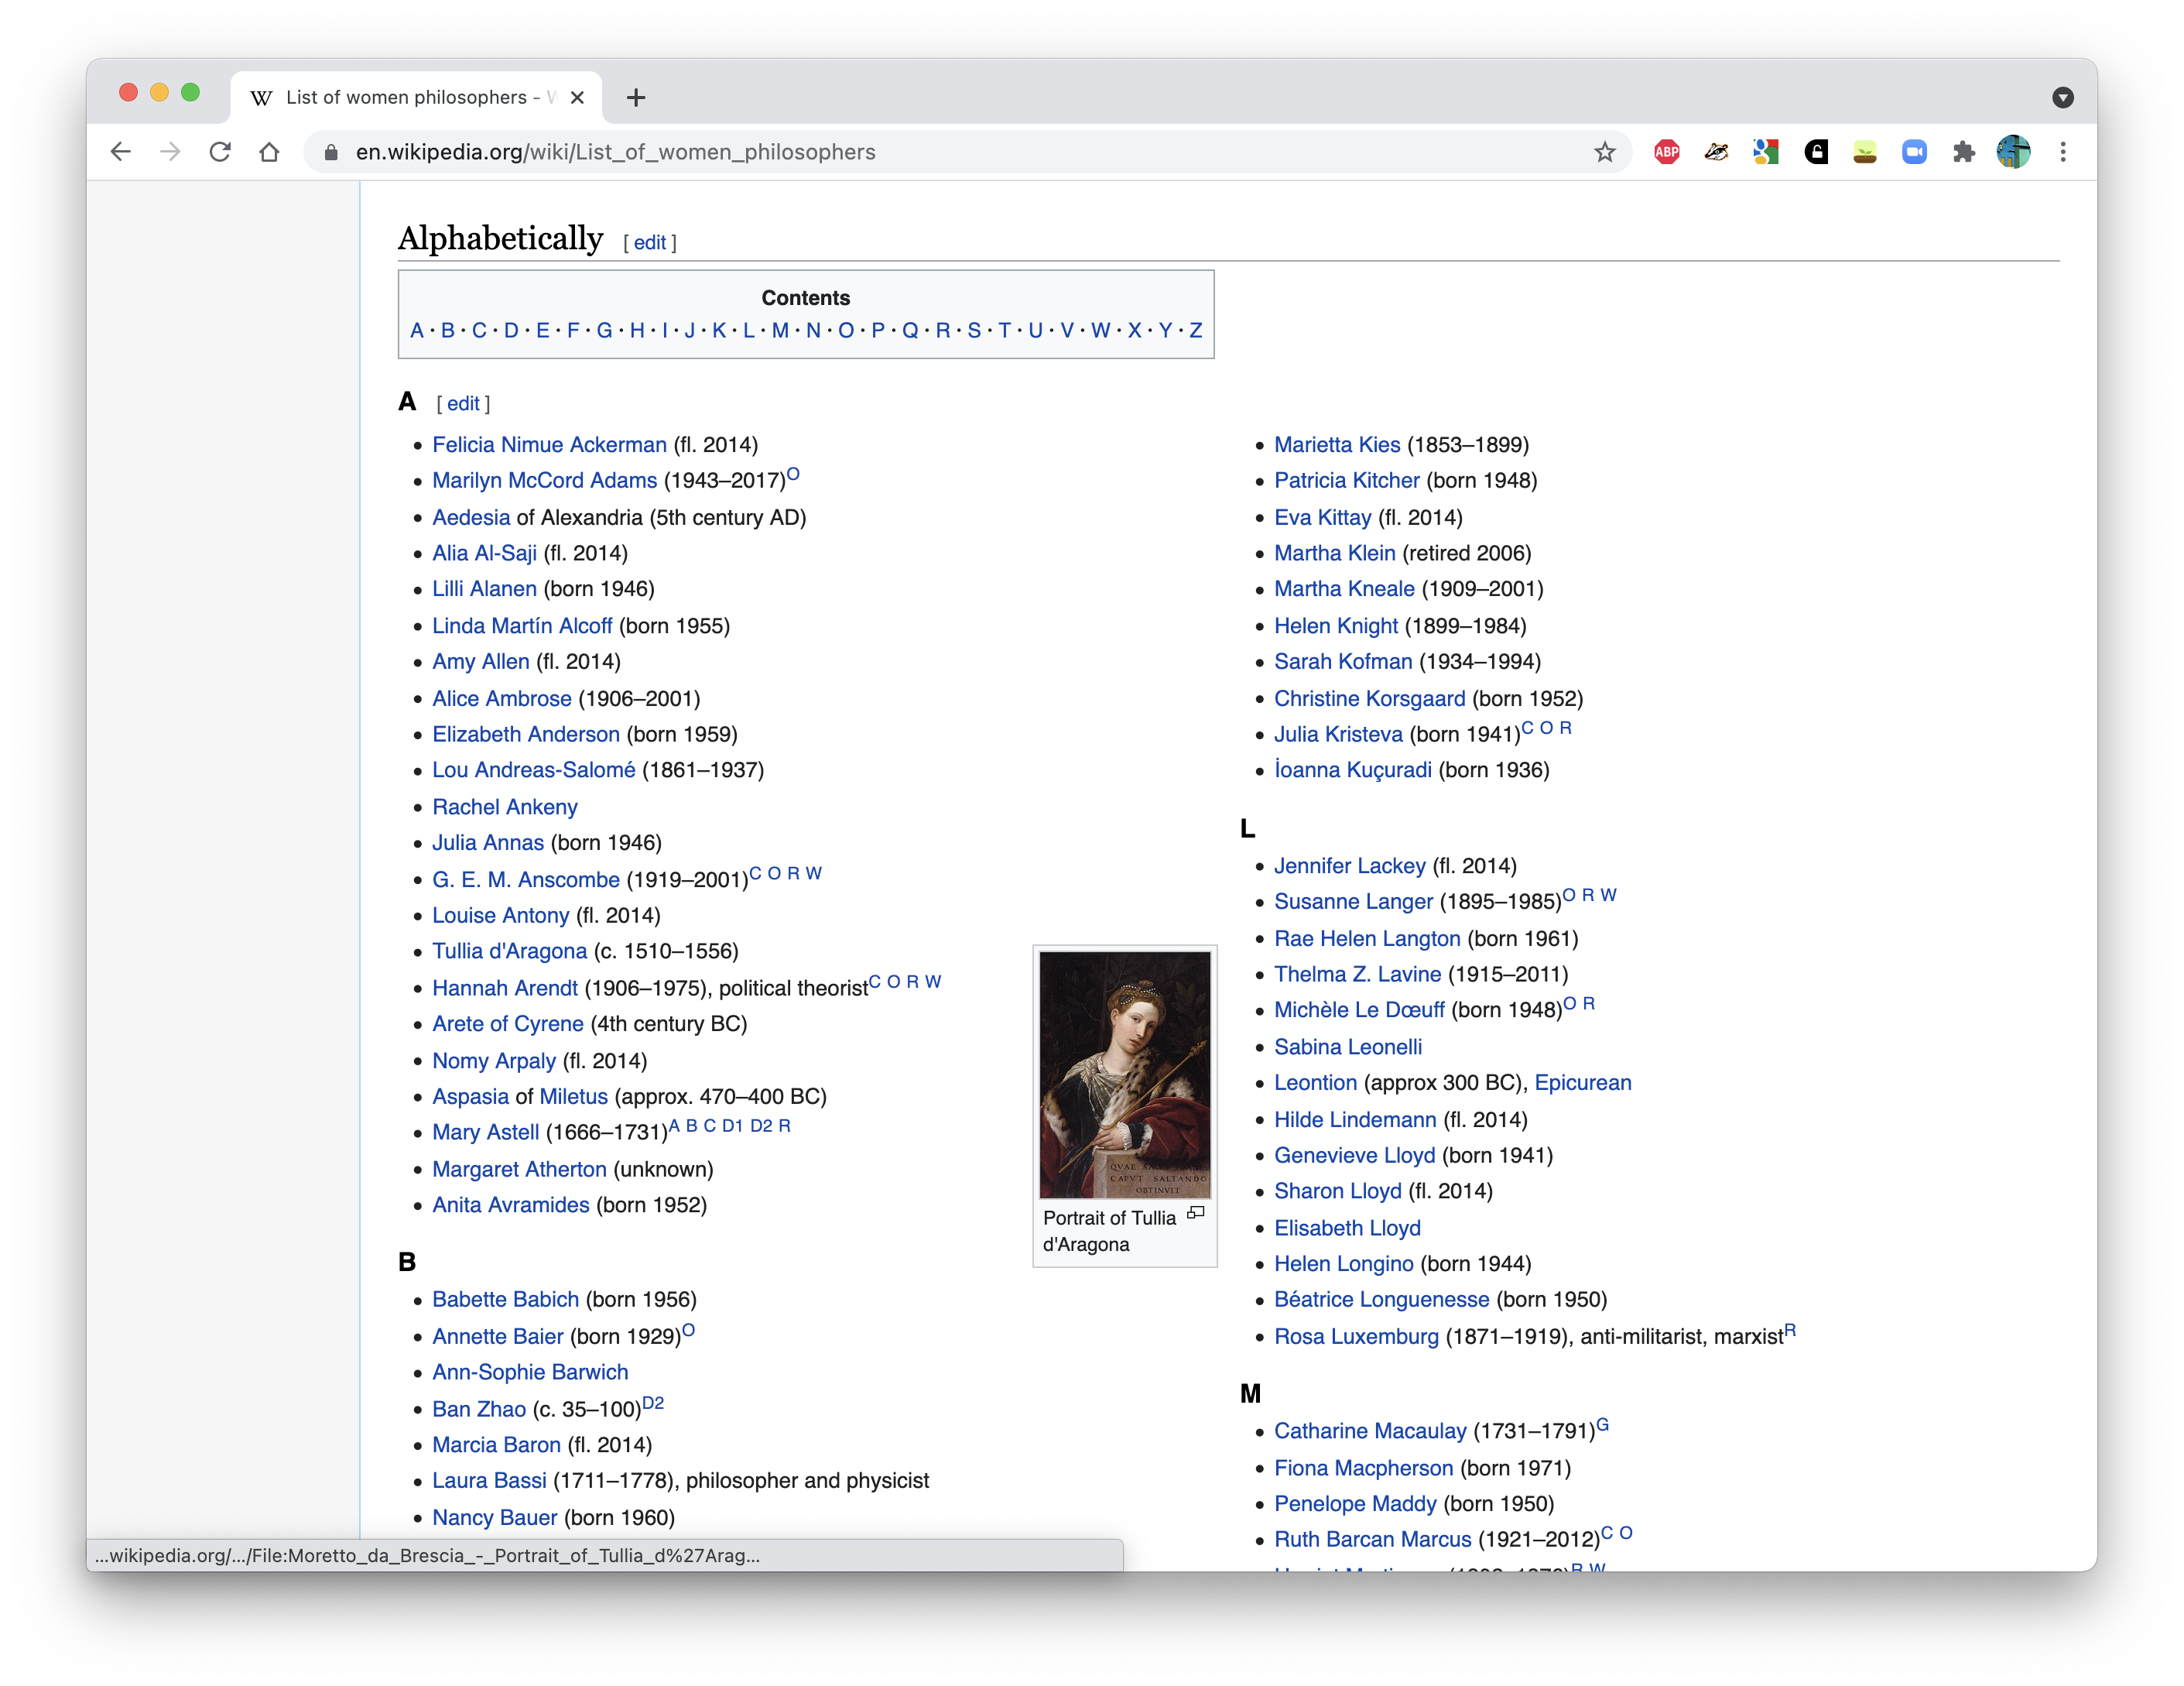 List of women philosophers - W
en.wikipedia.org/wiki/List_of_women_philosophers
ABP
Alphabetically [ edit ]
Contents
A · B · C · D · E · F · G · H · I · J · K · L · M · N · O · P · Q · R · S · T · U · V · W · X · Y · Z
A [ edit ]
Felicia Nimue Ackerman (fl. 2014)
Marilyn McCord Adams (1943–2017)O
Aedesia of Alexandria (5th century AD)
Alia Al-Saji (fl. 2014)
Lilli Alanen (born 1946)
Linda Martín Alcoff (born 1955)
Amy Allen (fl. 2014)
Alice Ambrose (1906–2001)
Elizabeth Anderson (born 1959)
Lou Andreas-Salomé (1861–1937)
Rachel Ankeny
Julia Annas (born 1946)
G. E. M. Anscombe (1919–2001)C O R W
Louise Antony (fl. 2014)
Tullia d'Aragona (c. 1510–1556)
Hannah Arendt (1906–1975), political theoristC O R W
Arete of Cyrene (4th century BC)
Nomy Arpaly (fl. 2014)
Aspasia of Miletus (approx. 470–400 BC)
Mary Astell (1666–1731)A B C D1 D2 R
Margaret Atherton (unknown)
Anita Avramides (born 1952)
CAPVT SALTANDO
OBTINVIT
Portrait of Tullia
d'Aragona
B
Babette Babich (born 1956)
Annette Baier (born 1929)O
Ann-Sophie Barwich
Ban Zhao (c. 35–100)D2
Marcia Baron (fl. 2014)
Laura Bassi (1711–1778), philosopher and physicist
Nancy Bauer (born 1960)
Marietta Kies (1853–1899)
Patricia Kitcher (born 1948)
Eva Kittay (fl. 2014)
Martha Klein (retired 2006)
Martha Kneale (1909–2001)
Helen Knight (1899–1984)
Sarah Kofman (1934–1994)
Christine Korsgaard (born 1952)
Julia Kristeva (born 1941)C O R
İoanna Kuçuradi (born 1936)
L
Jennifer Lackey (fl. 2014)
Susanne Langer (1895–1985)O R W
Rae Helen Langton (born 1961)
Thelma Z. Lavine (1915–2011)
Michèle Le Dœuff (born 1948)O R
Sabina Leonelli
Leontion (approx 300 BC), Epicurean
Hilde Lindemann (fl. 2014)
Genevieve Lloyd (born 1941)
Sharon Lloyd (fl. 2014)
Elisabeth Lloyd
Helen Longino (born 1944)
Béatrice Longuenesse (born 1950)
Rosa Luxemburg (1871–1919), anti-militarist, marxistR
M
Catharine Macaulay (1731–1791)G
Fiona Macpherson (born 1971)
Penelope Maddy (born 1950)
Ruth Barcan Marcus (1921–2012)C O
...wikipedia.org/.../File:Moretto_da_Brescia_-_Portrait_of_Tullia_d%27Arag...